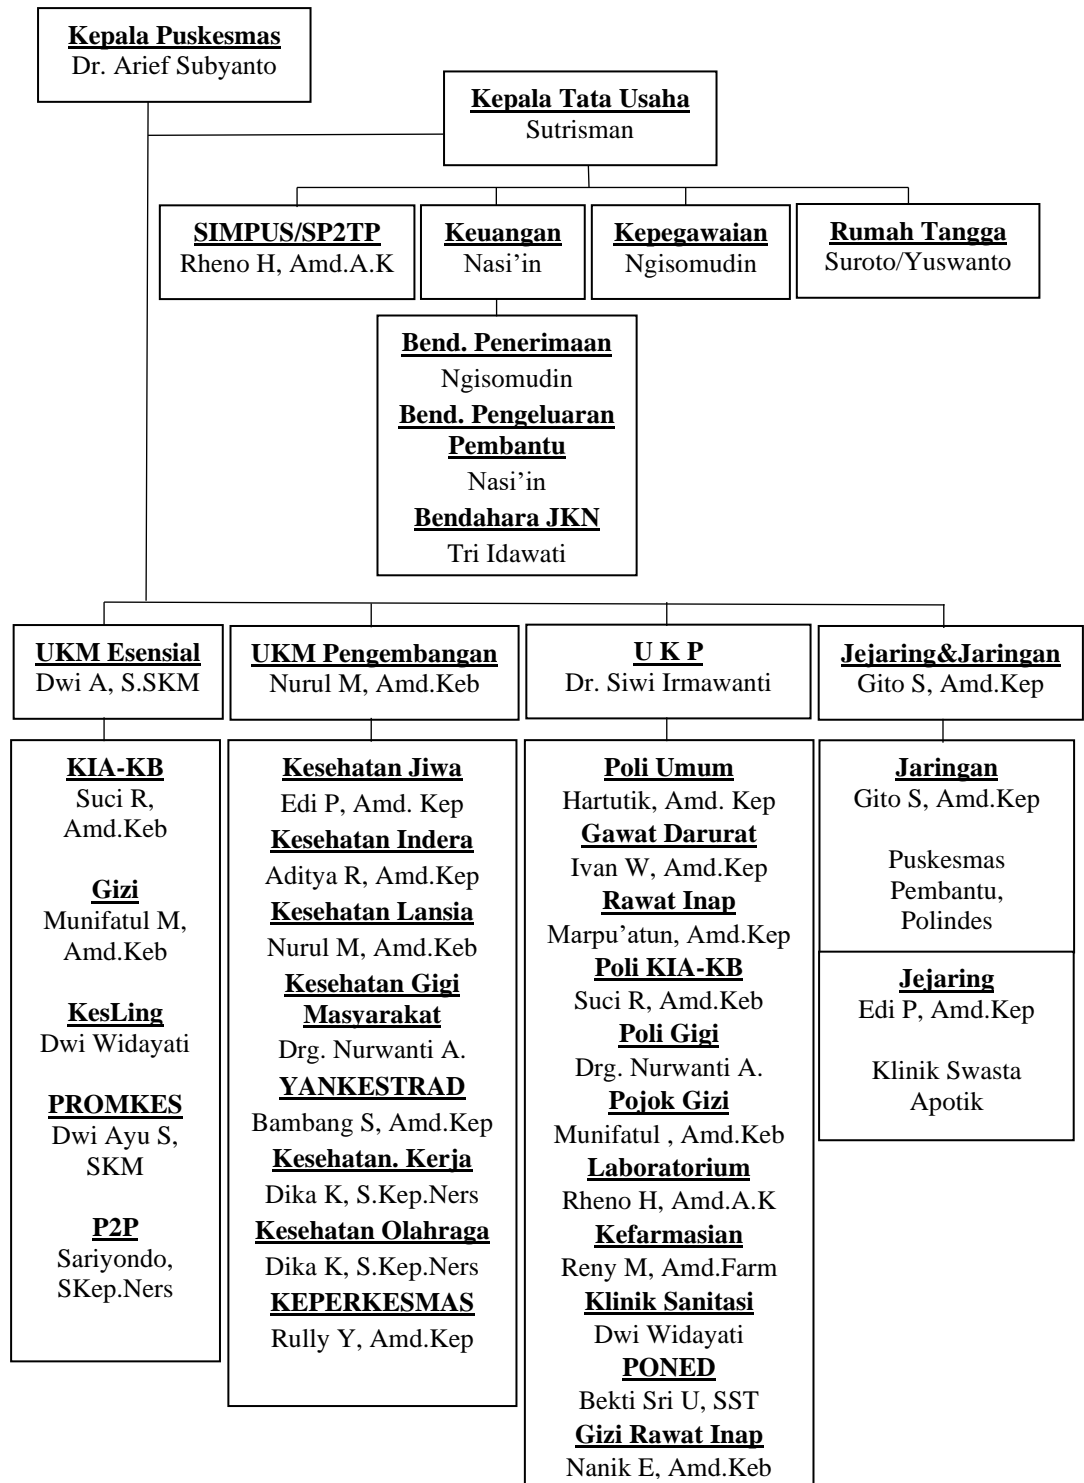 Kepala Puskesmas
Dr. Arief Subyanto
Kepala Tata Usaha
Sutrisman
SIMPUS/SP2TP
Rheno H, Amd.A.K
Keuangan
Nasi’in
Kepegawaian
Ngisomudin
Rumah Tangga
Suroto/Yuswanto
Bend. Penerimaan
Ngisomudin
Bend. Pengeluaran
Pembantu
Nasi’in
Bendahara JKN
Tri Idawati
UKM Esensial
Dwi A, S.SKM
UKM Pengembangan
Nurul M, Amd.Keb
U K P
Dr. Siwi Irmawanti
Jejaring&Jaringan
Gito S, Amd.Kep
KIA-KB
Suci R,
Amd.Keb
Gizi
Munifatul M,
Amd.Keb
KesLing
Dwi Widayati
PROMKES
Dwi Ayu S,
SKM
P2P
Sariyondo,
SKep.Ners
Kesehatan Jiwa
Edi P, Amd. Kep
Kesehatan Indera
Aditya R, Amd.Kep
Kesehatan Lansia
Nurul M, Amd.Keb
Kesehatan Gigi
Masyarakat
Drg. Nurwanti A.
YANKESTRAD
Bambang S, Amd.Kep
Kesehatan. Kerja
Dika K, S.Kep.Ners
Kesehatan Olahraga
Dika K, S.Kep.Ners
KEPERKESMAS
Rully Y, Amd.Kep
Poli Umum
Hartutik, Amd. Kep
Gawat Darurat
Ivan W, Amd.Kep
Rawat Inap
Marpu’atun, Amd.Kep
Poli KIA-KB
Suci R, Amd.Keb
Poli Gigi
Drg. Nurwanti A.
Pojok Gizi
Munifatul , Amd.Keb
Laboratorium
Rheno H, Amd.A.K
Kefarmasian
Reny M, Amd.Farm
Klinik Sanitasi
Dwi Widayati
PONED
Bekti Sri U, SST
Gizi Rawat Inap
Nanik E, Amd.Keb
Jaringan
Gito S, Amd.Kep
Puskesmas
Pembantu,
Polindes
Jejaring
Edi P, Amd.Kep
Klinik Swasta
Apotik